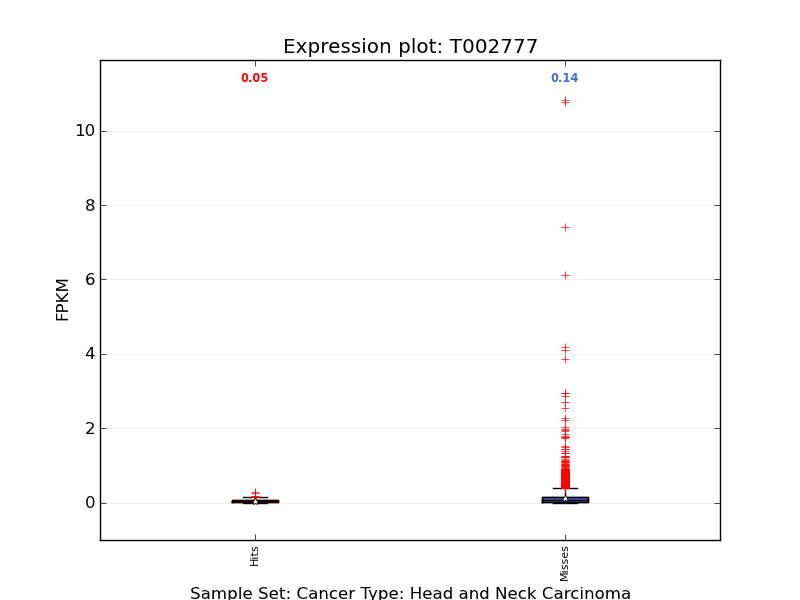 Expression plot: T002777
0.05
0.14
10
8
6
4
2
0
FPKM
Hits
Misses
Sample Set: Cancer Type: Head and Neck Carcinoma